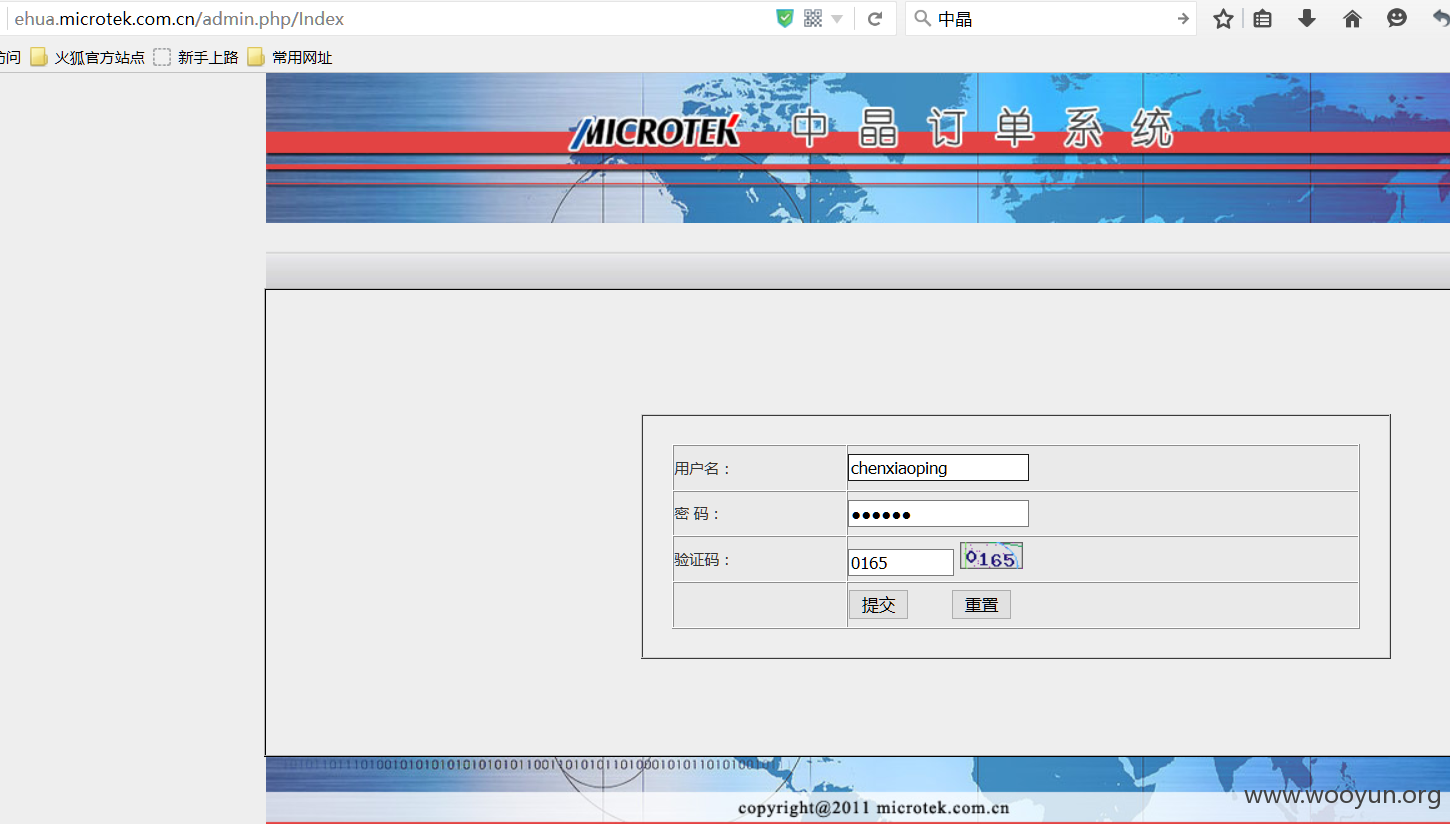 ehua.microtek.com.cn/admin.php/Index
中晶
访问 火狐官方站点 新手上路 常用网址
MICROTEK 中晶订单系统
用户名：
chenxiaoping
密 码：
●●●●●●
验证码：
0165
0165
提交 重置
copyright@2011 microtek.com.cn
www.wooyun.org